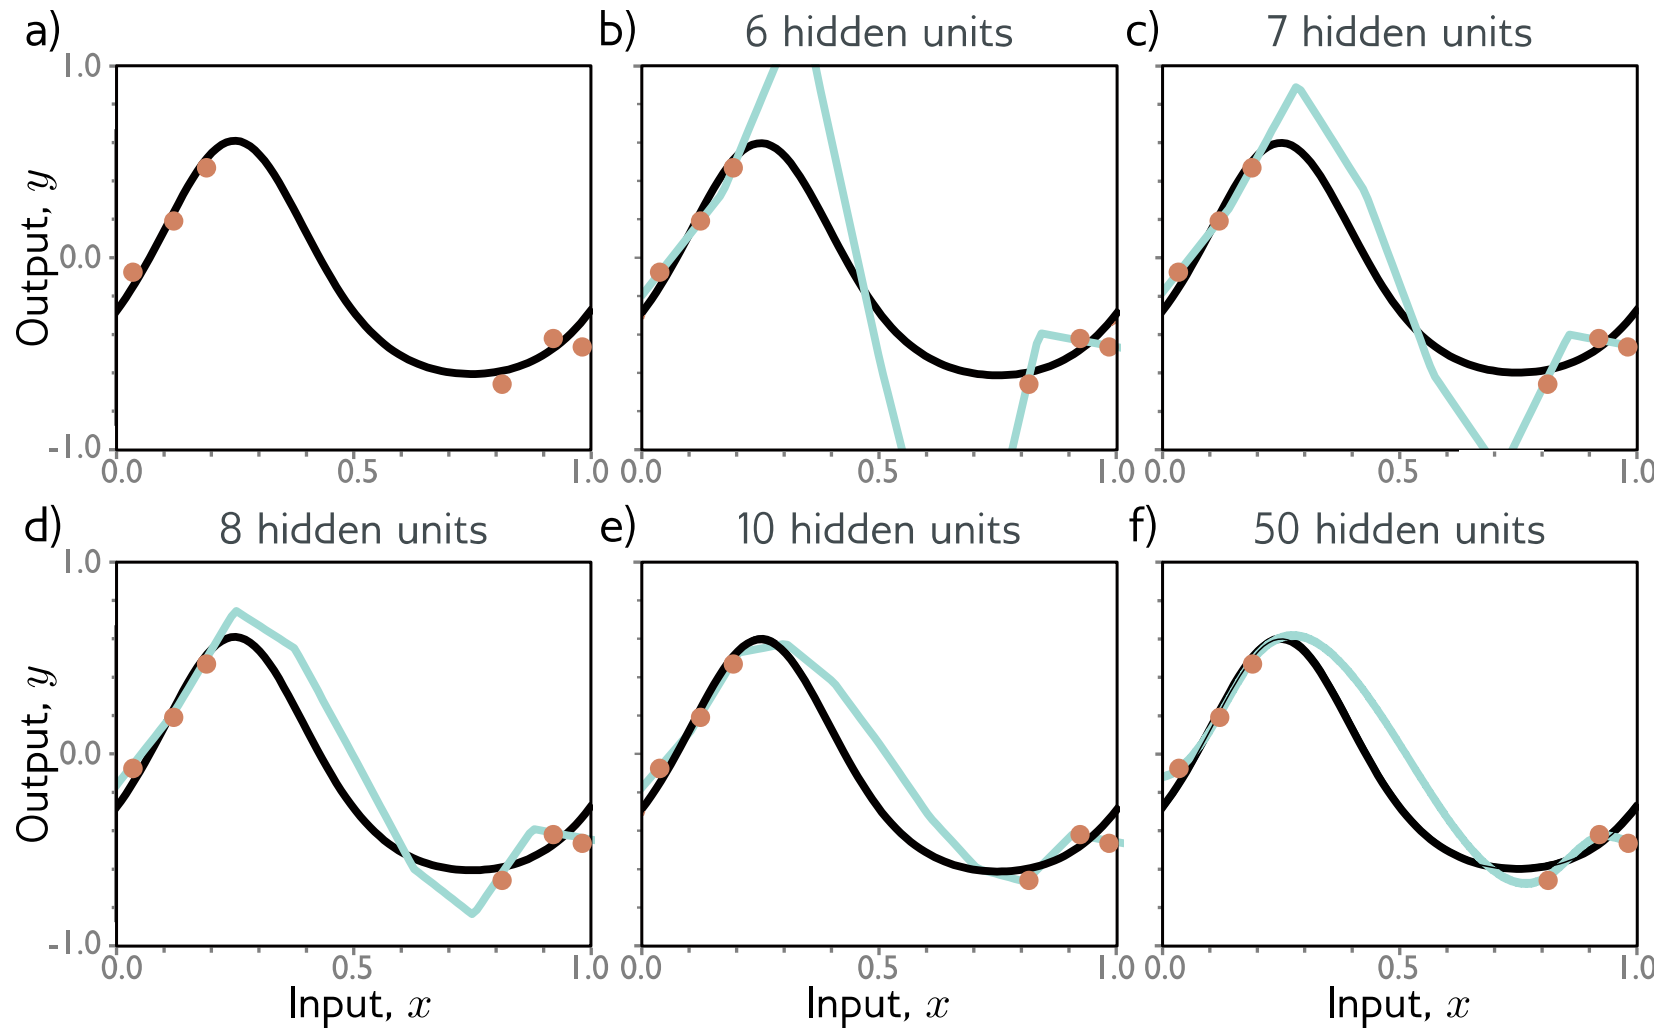 a)
b) 6 hidden units
c) 7 hidden units
1.0
0.0
-1.0
Output, y
0.0 0.5 1.0
0.0 0.5 1.0
0.0 0.5 1.0
d) 8 hidden units
e) 10 hidden units
f) 50 hidden units
1.0
0.0
-1.0
Output, y
0.0 0.5 1.0
0.0 0.5 1.0
0.0 0.5 1.0
Input, x
Input, x
Input, x